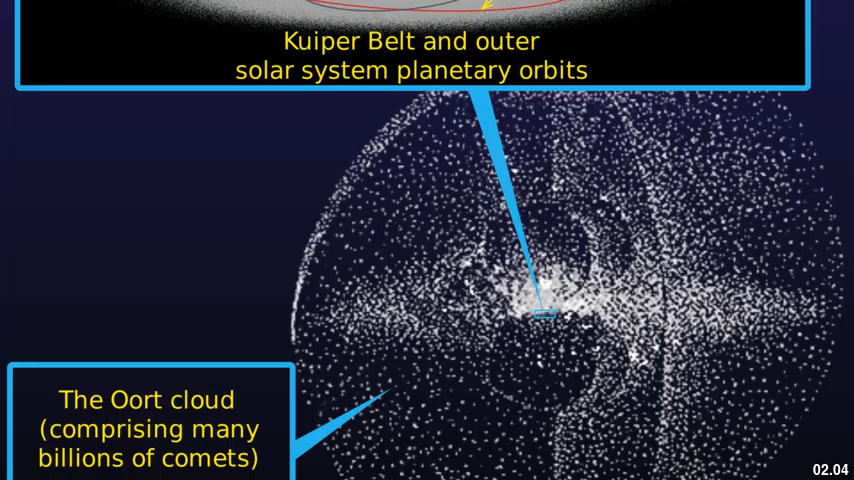 Kuiper Belt and outer
solar system planetary orbits
The Oort cloud
(comprising many
billions of comets)
02.04